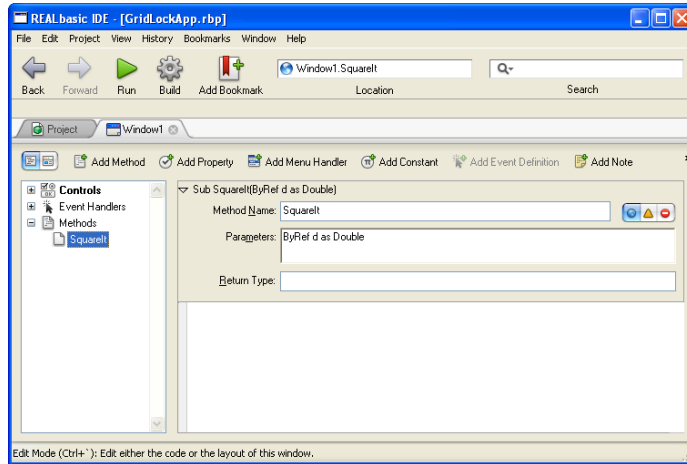 REALbasic IDE - [GridLockApp.rbp]
File Edit Project View History Bookmarks Window Help
Window1.SquareIt
Back Forward Run Build Add Bookmark Location Search
Project Window1
Add Method Add Property Add Menu Handler Add Constant Add Event Definition Add Note
Controls
Event Handlers
Methods
SquareIt
Sub SquareIt(ByRef d as Double)
Method Name: SquareIt
Parameters: ByRef d as Double
Return Type:
Edit Mode (Ctrl+`): Edit either the code or the layout of this window.